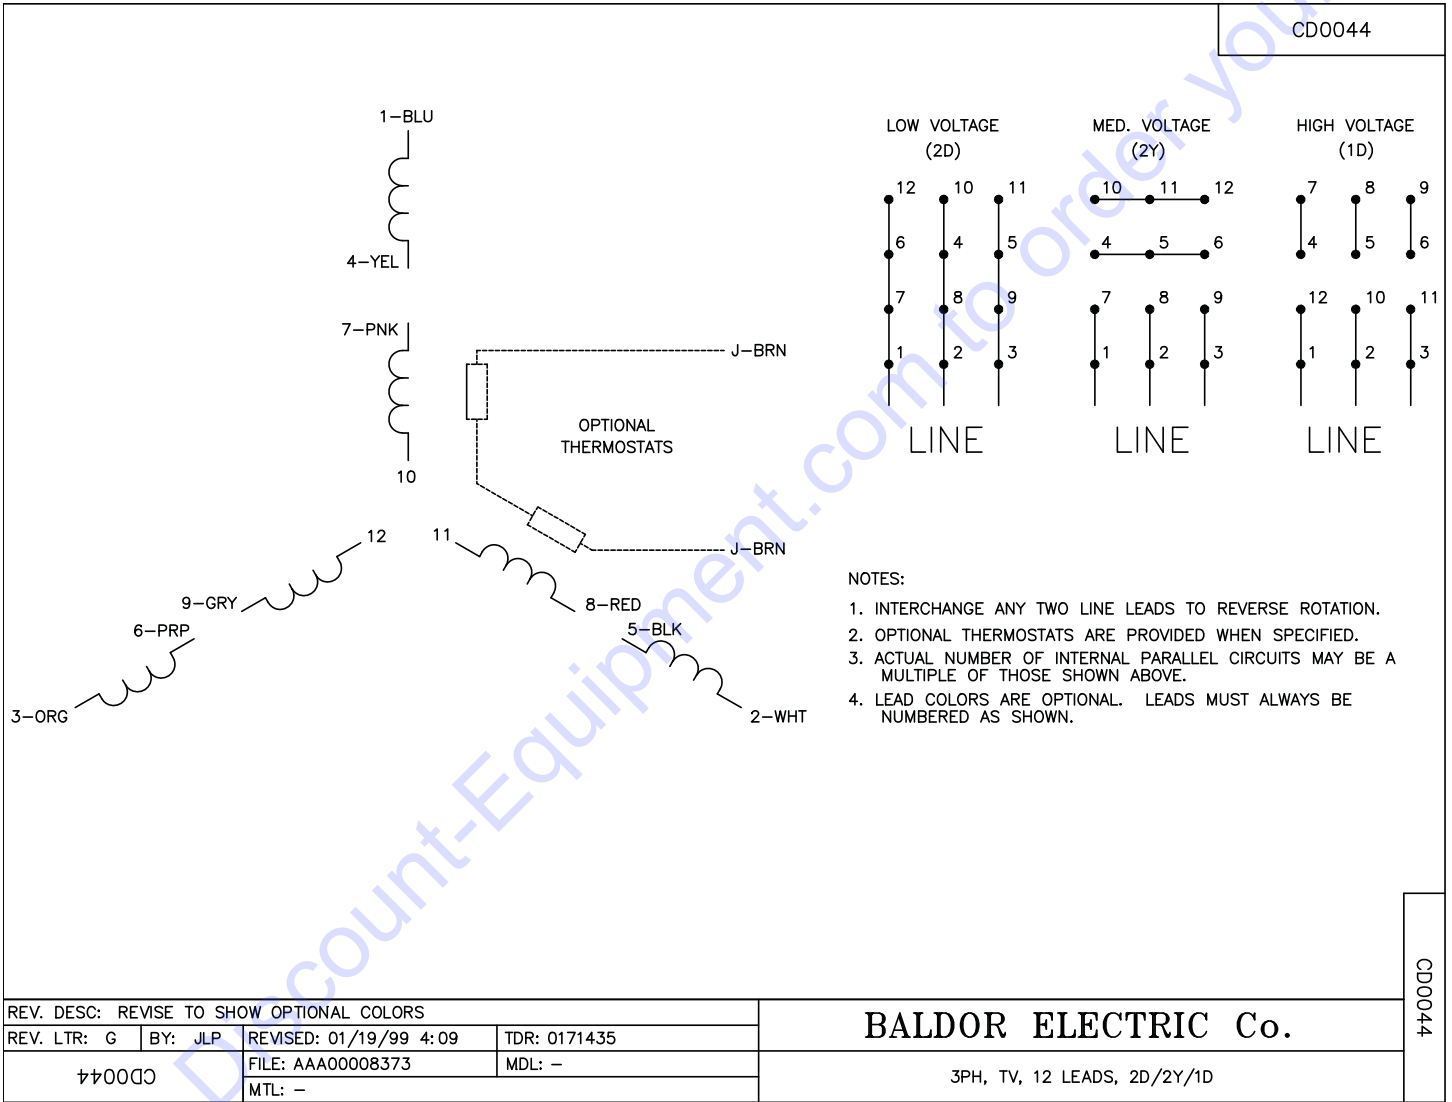 CD0044
1-BLU
4-YEL
7-PNK
10
12
11
9-GRY
6-PRP
3-ORG
8-RED
5-BLK
2-WHT
J-BRN
OPTIONAL
THERMOSTATS
J-BRN
LOW VOLTAGE
(2D)
12 10 11
6 4 5
7 8 9
1 2 3
LINE
MED. VOLTAGE
(2Y)
10 11 12
4 5 6
7 8 9
1 2 3
LINE
HIGH VOLTAGE
(1D)
7 8 9
4 5 6
12 10 11
1 2 3
LINE
NOTES:
1. INTERCHANGE ANY TWO LINE LEADS TO REVERSE ROTATION.
2. OPTIONAL THERMOSTATS ARE PROVIDED WHEN SPECIFIED.
3. ACTUAL NUMBER OF INTERNAL PARALLEL CIRCUITS MAY BE A
MULTIPLE OF THOSE SHOWN ABOVE.
4. LEAD COLORS ARE OPTIONAL. LEADS MUST ALWAYS BE
NUMBERED AS SHOWN.
CD0044
REV. DESC: REVISE TO SHOW OPTIONAL COLORS
REV. LTR: G BY: JLP REVISED: 01/19/99 4:09 TDR: 0171435
CD0044
FILE: AAA00008373 MDL: -
MTL: -
BALDOR ELECTRIC Co.
3PH, TV, 12 LEADS, 2D/2Y/1D
Discount-Equipment.com to order